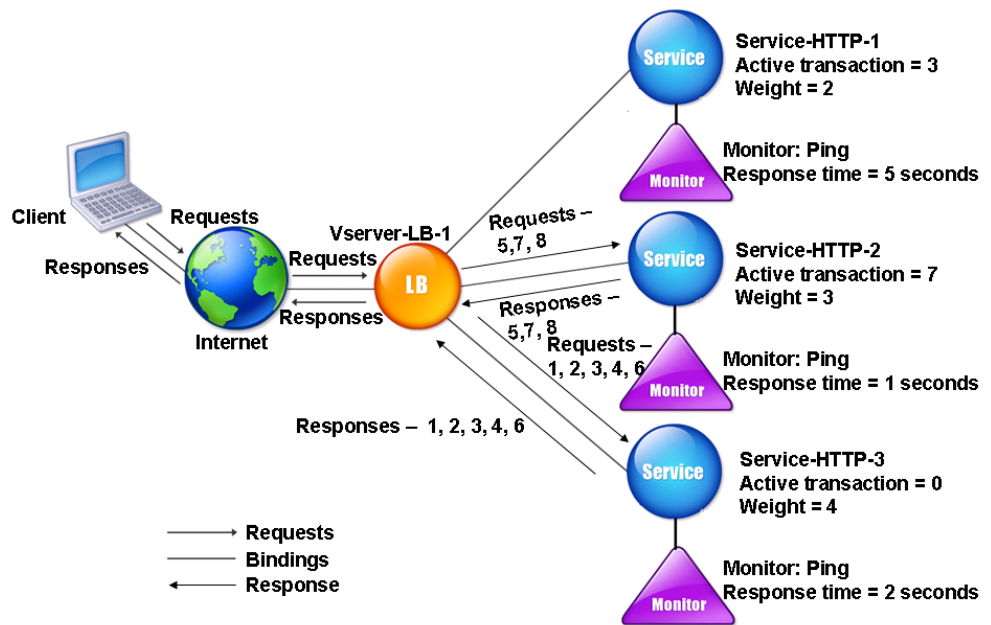 Service
Service-HTTP-1
Active transaction = 3
Weight = 2
Monitor
Monitor: Ping
Response time = 5 seconds
Client
Requests
Responses
Internet
Requests
Responses
Vserver-LB-1
LB
Requests –
5,7, 8
Responses –
5,7, 8
Service
Service-HTTP-2
Active transaction = 7
Weight = 3
Monitor
Monitor: Ping
Response time = 1 seconds
Requests –
1, 2, 3, 4, 6
Responses – 1, 2, 3, 4, 6
Service
Service-HTTP-3
Active transaction = 0
Weight = 4
Monitor
Monitor: Ping
Response time = 2 seconds
Requests
Bindings
Response